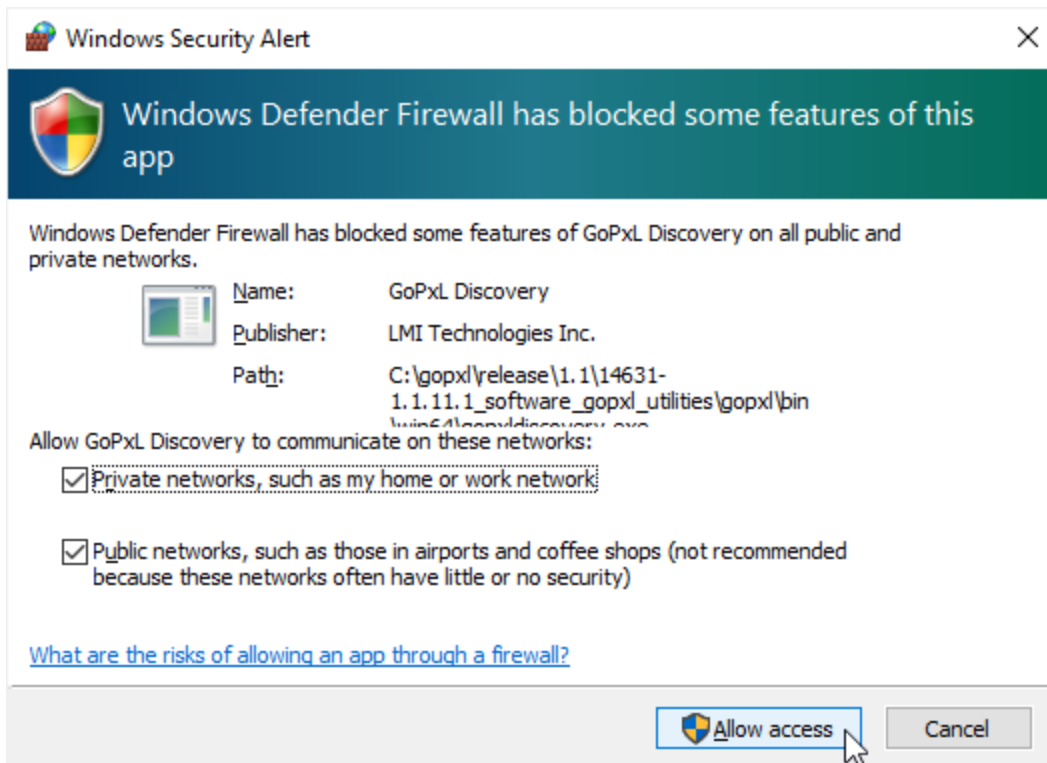 Windows Security Alert
Windows Defender Firewall has blocked some features of this
app
Windows Defender Firewall has blocked some features of GoPxL Discovery on all public and
private networks.
Name: GoPxL Discovery
Publisher: LMI Technologies Inc.
Path: C:\gopxl\release\1.1\14631-
1.1.11.1_software_gopxl_utilities\gopxl\bin
\win64\gopxldiscovery.exe
Allow GoPxL Discovery to communicate on these networks:
Private networks, such as my home or work network
Public networks, such as those in airports and coffee shops (not recommended
because these networks often have little or no security)
What are the risks of allowing an app through a firewall?
Allow access
Cancel